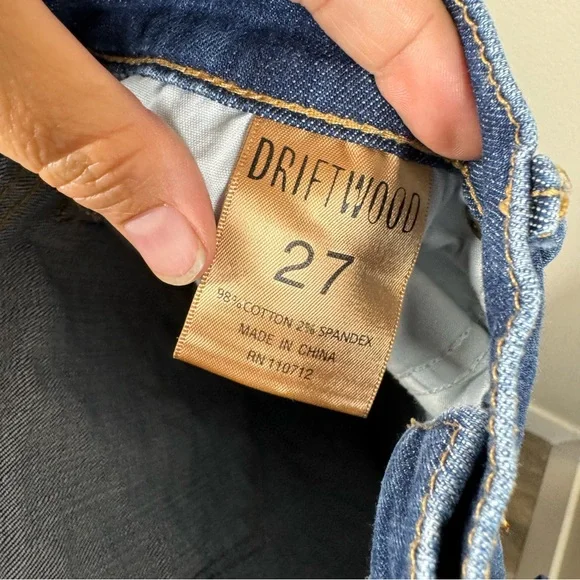 DRIFTWOOD
27
98% COTTON 2% SPANDEX
MADE IN CHINA
RN 110712